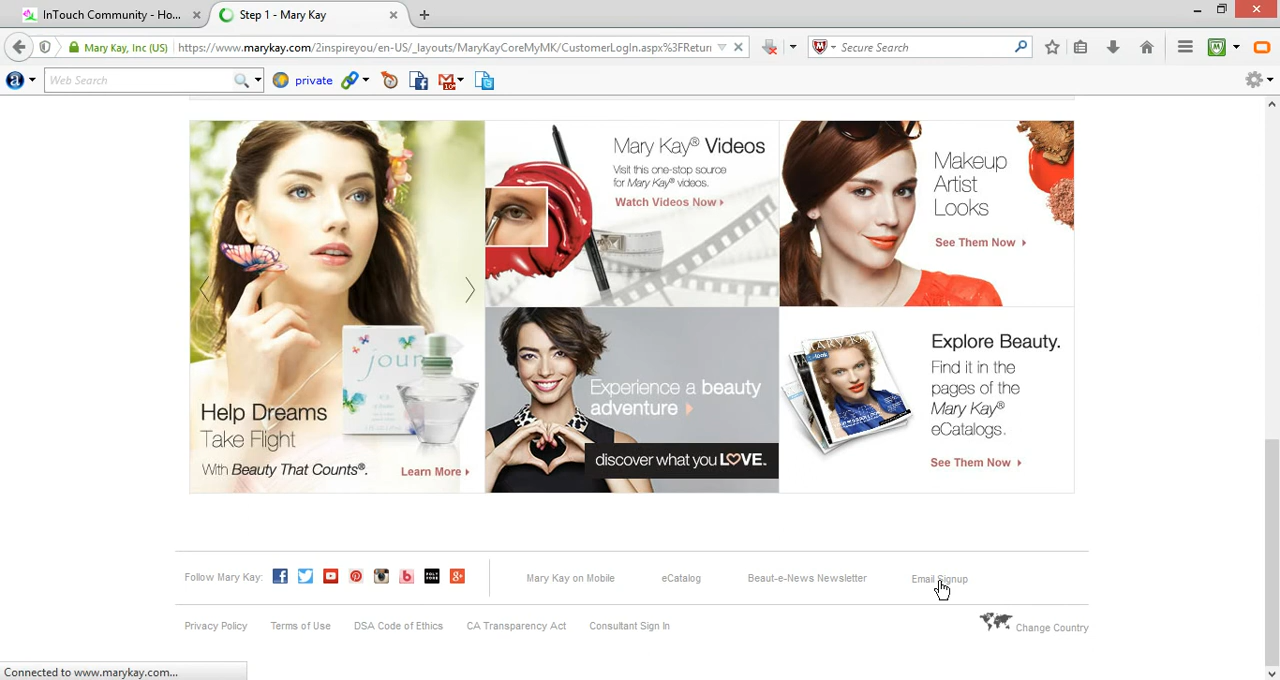 InTouch Community - Ho...
Step 1 - Mary Kay
Mary Kay, Inc (US)
https://www.marykay.com/2inspireyou/en-US/_layouts/MaryKayCoreMyMK/CustomerLogIn.aspx%3FReturn
Secure Search
Web Search
private
Mary Kay® Videos
Visit this one-stop source
for Mary Kay® videos.
Watch Videos Now
Makeup
Artist
Looks
See Them Now
jour
Help Dreams
Take Flight
With Beauty That Counts®.
Learn More
Experience a beauty
adventure
discover what you LOVE.
MARY KAY
Explore Beauty.
Find it in the
pages of the
Mary Kay®
eCatalogs.
See Them Now
Follow Mary Kay:
Mary Kay on Mobile
eCatalog
Beaut-e-News Newsletter
Email Signup
Privacy Policy
Terms of Use
DSA Code of Ethics
CA Transparency Act
Consultant Sign In
Change Country
Connected to www.marykay.com...